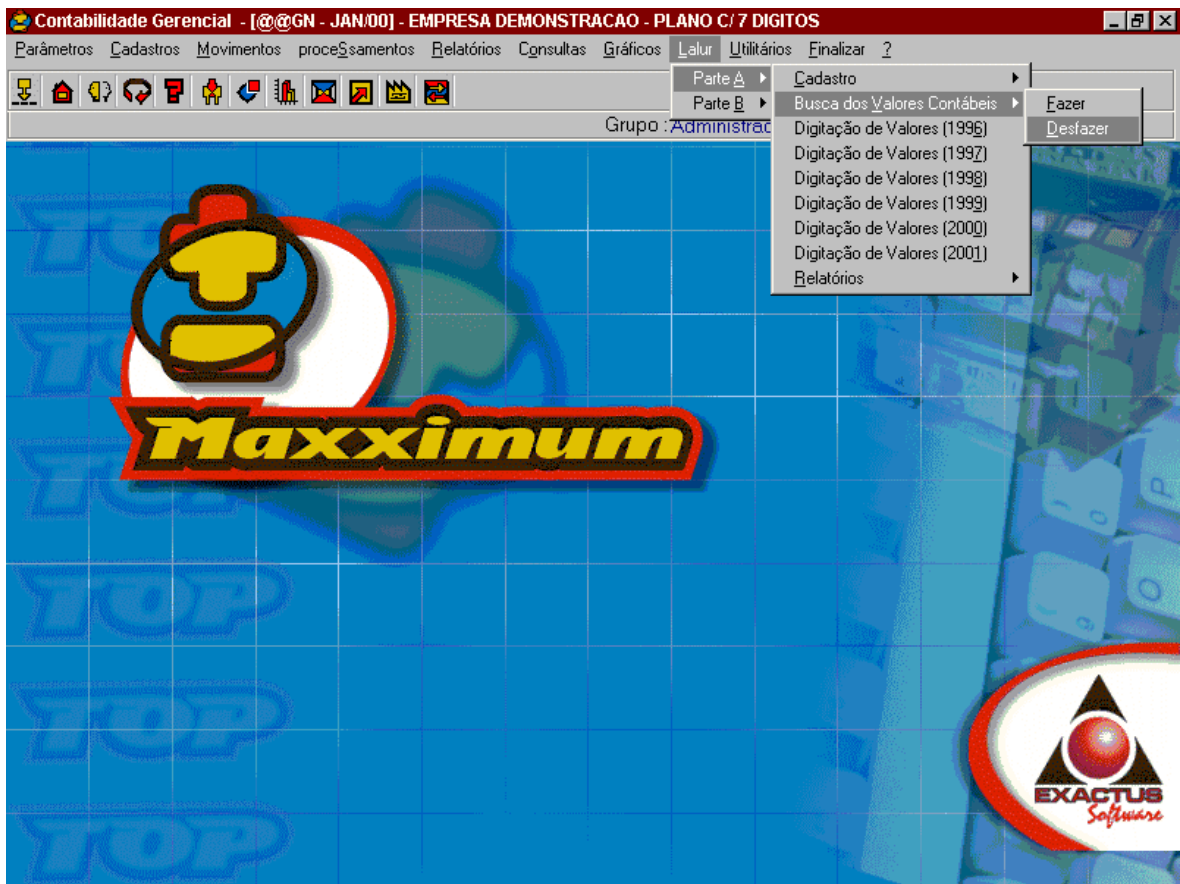 Contabilidade Gerencial - [@@GN - JAN/00] - EMPRESA DEMONSTRACAO - PLANO C/ 7 DIGITOS
Parâmetros Cadastros Movimentos proceSsamentos Relatórios Consultas Gráficos Lalur Utilitários Finalizar ?
Parte A
Parte B
Cadastro
Busca dos Valores Contábeis
Digitação de Valores (1996)
Digitação de Valores (1997)
Digitação de Valores (1998)
Digitação de Valores (1999)
Digitação de Valores (2000)
Digitação de Valores (2001)
Relatórios
Fazer
Desfazer
Grupo :
Maxximum
TOP
TOP
TOP
TOP
TOP
TOP
EXACTUS
Software